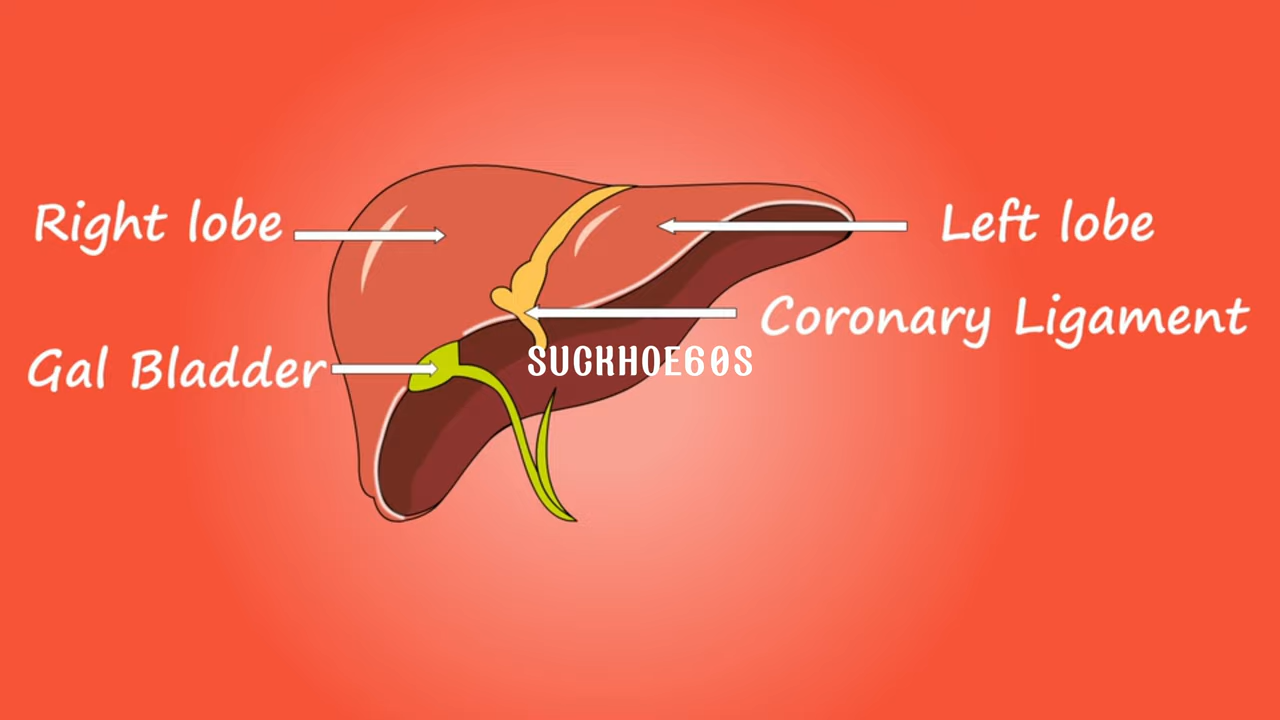 Right lobe
Left lobe
Coronary Ligament
Gal Bladder
SUCKHOE60S